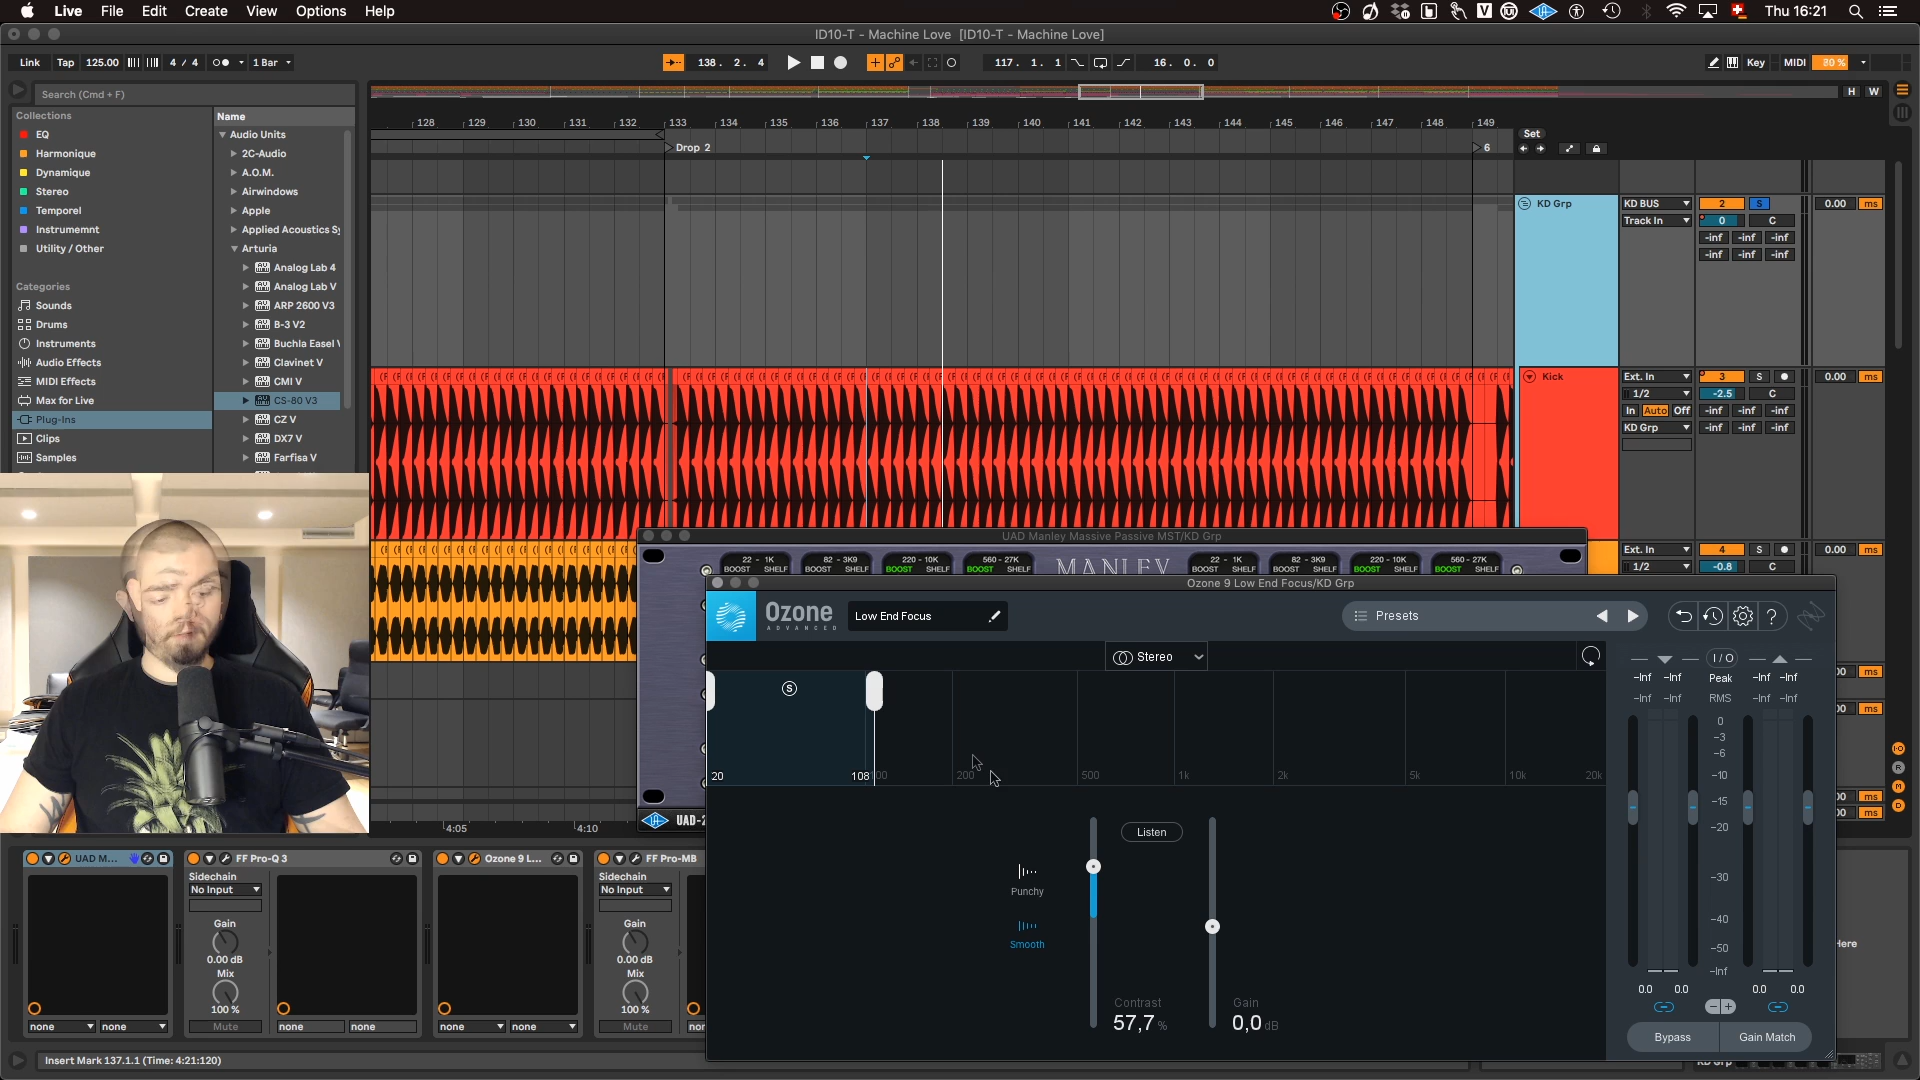 Live File Edit Create View Options Help Thu 16:21
ID10-T - Machine Love [ID10-T - Machine Love]
Link Tap 125.00 4 / 4 1 Bar 138. 2. 4 117. 1. 1 16. 0. 0 Key MIDI 80 %
Search (Cmd + F) H W
Collections Name
EQ Audio Units
Harmonique 2C-Audio
Dynamique A.O.M.
Stereo Airwindows
Temporel Apple
Instrumemnt Applied Acoustics Sy
Utility / Other Arturia
Analog Lab 4
Categories Analog Lab V
Sounds ARP 2600 V3
Drums B-3 V2
Instruments Buchla Easel V
Audio Effects Clavinet V
MIDI Effects CMI V
Max for Live CS-80 V3
Plug-Ins CZ V
Clips DX7 V
Samples Farfisa V
128 129 130 131 132 133 134 135 136 137 138 139 140 141 142 143 144 145 146 147 148 149
Set
Drop 2 6
KD Grp KD BUS 2 S 0.00 ms
Track In 0 C
-inf -inf -inf
-inf -inf -inf
Kick Ext. In 3 S 0.00 ms
1/2 -2.5 C
In Auto Off -inf -inf -inf
KD Grp -inf -inf -inf
Ext. In 4 S 0.00 ms
1/2 -0.8 C
UAD Manley Massive Passive MST/KD Grp
22 - 1K 82 - 3K9 220 - 10K 560 - 27K 22 - 1K 82 - 3K9 220 - 10K 560 - 27K
BOOST SHELF BOOST SHELF BOOST SHELF BOOST SHELF MANLEY BOOST SHELF BOOST SHELF BOOST SHELF BOOST SHELF
Ozone 9 Low End Focus/KD Grp
Ozone
ADVANCED
Low End Focus
Presets
?
Stereo
S
20 108 200 500 1k 2k 5k 10k 20k
Listen
Punchy
Smooth
Contrast Gain
57,7 % 0,0 dB
I / O
-Inf -Inf Peak -Inf -Inf
-Inf -Inf RMS -Inf -Inf
0
-3
-6
-10
-15
-20
-30
-40
-50
-Inf
0.0 0.0 0.0 0.0
Bypass Gain Match
ms
ms
ms
ms
4:05 4:10
UAD-2
UAD M... FF Pro-Q 3 Ozone 9 L... FF Pro-MB
Sidechain Sidechain
No Input No Input
Gain Gain
0.00 dB 0.00 dB
Mix Mix
100 % 100 %
none none Mute none none none none Mute
Here
Insert Mark 137.1.1 (Time: 4:21:120)
KD Grp